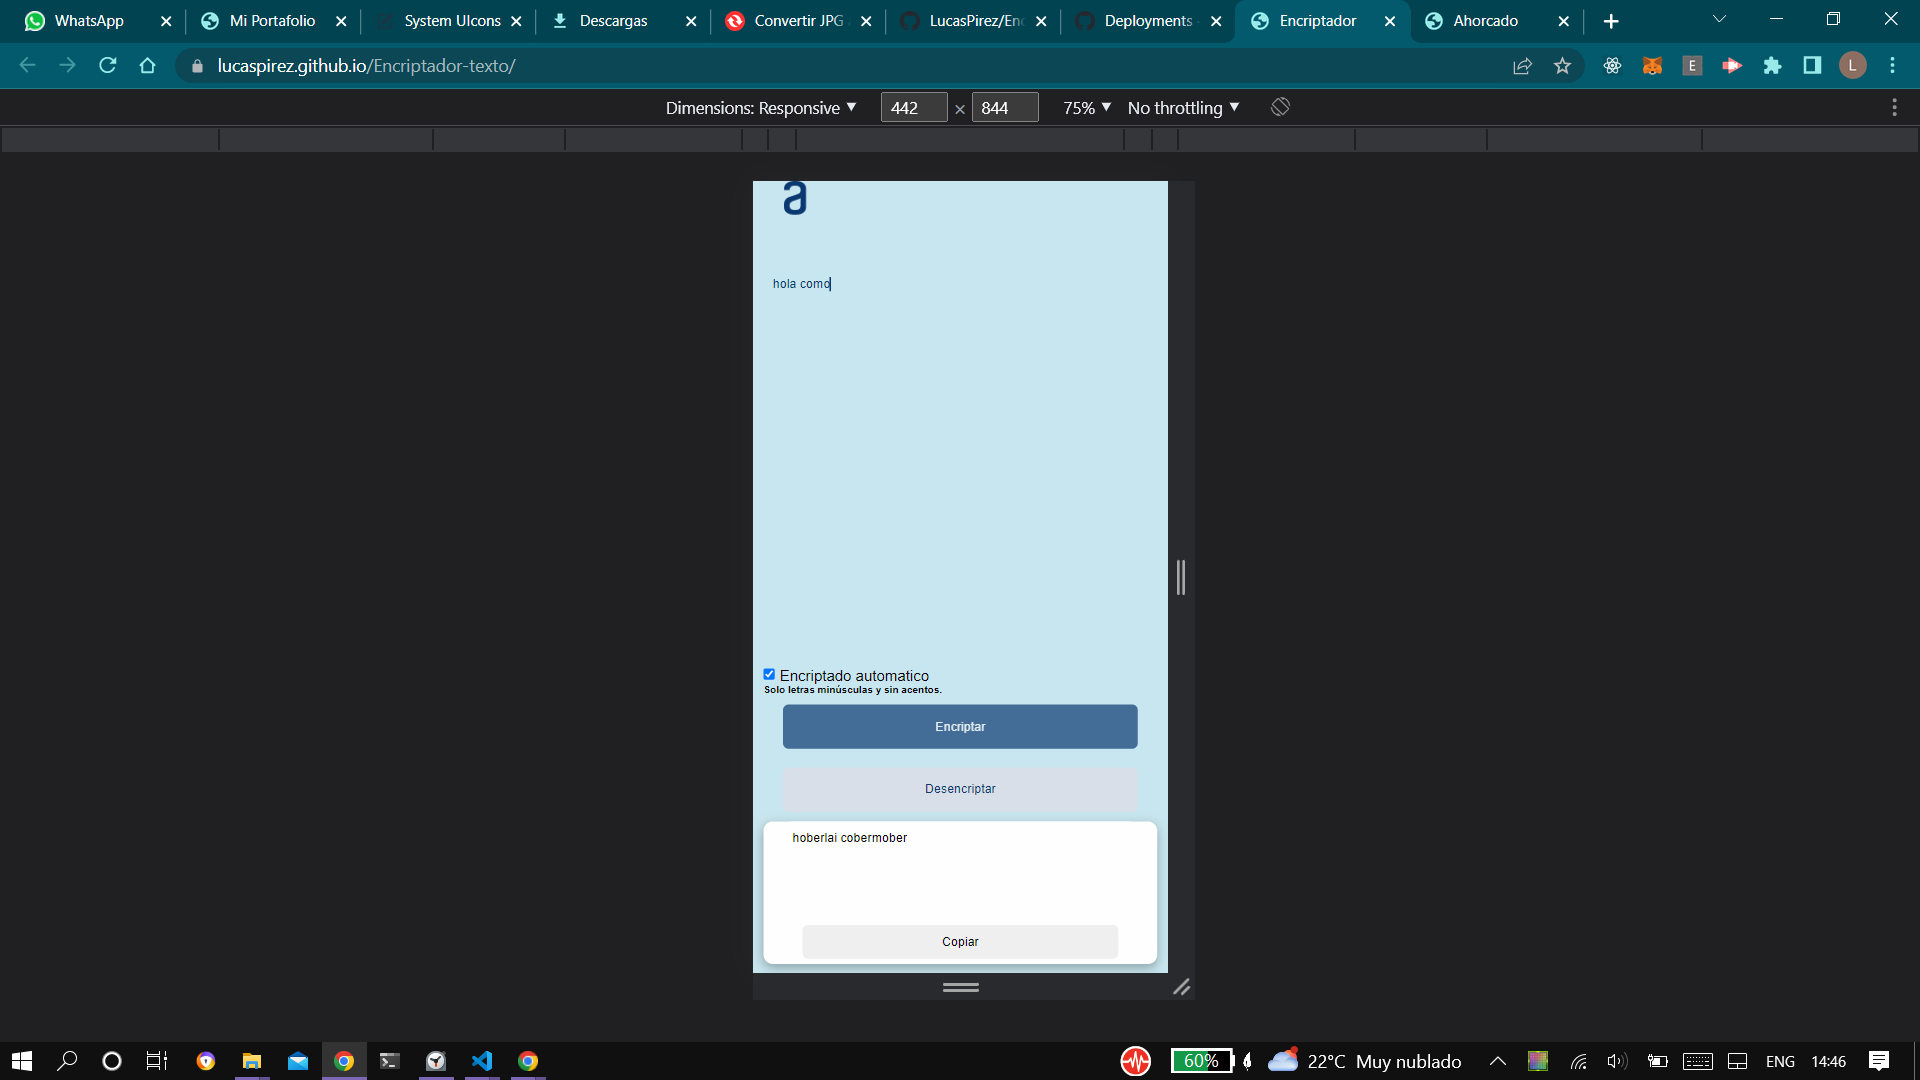 WhatsApp
Mi Portafolio
System UIcons
Descargas
Convertir JPG
LucasPirez/En
Deployments
Encriptador
Ahorcado
lucaspirez.github.io/Encriptador-texto/
E
L
Dimensions: Responsive
442
×
844
75%
No throttling
a
hola como
Encriptado automatico
Solo letras minúsculas y sin acentos.
Encriptar
Desencriptar
hoberlai cobermober
Copiar
60%
22°C Muy nublado
ENG
14:46